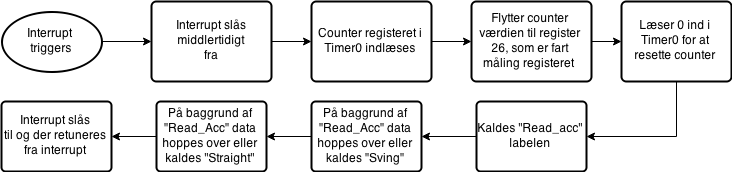 Interrupt
triggers
Interrupt slås
middlertidigt
fra
Counter registeret i
Timer0 indlæses
Flytter counter
værdien til register
26, som er fart
måling registeret
Læser 0 ind i
Timer0 for at
resette counter
Kaldes "Read_acc"
labelen
På baggrund af
"Read_Acc" data
hoppes over eller
kaldes "Sving"
På baggrund af
"Read_Acc" data
hoppes over eller
kaldes "Straight"
Interrupt slås
til og der retuneres
fra interrupt